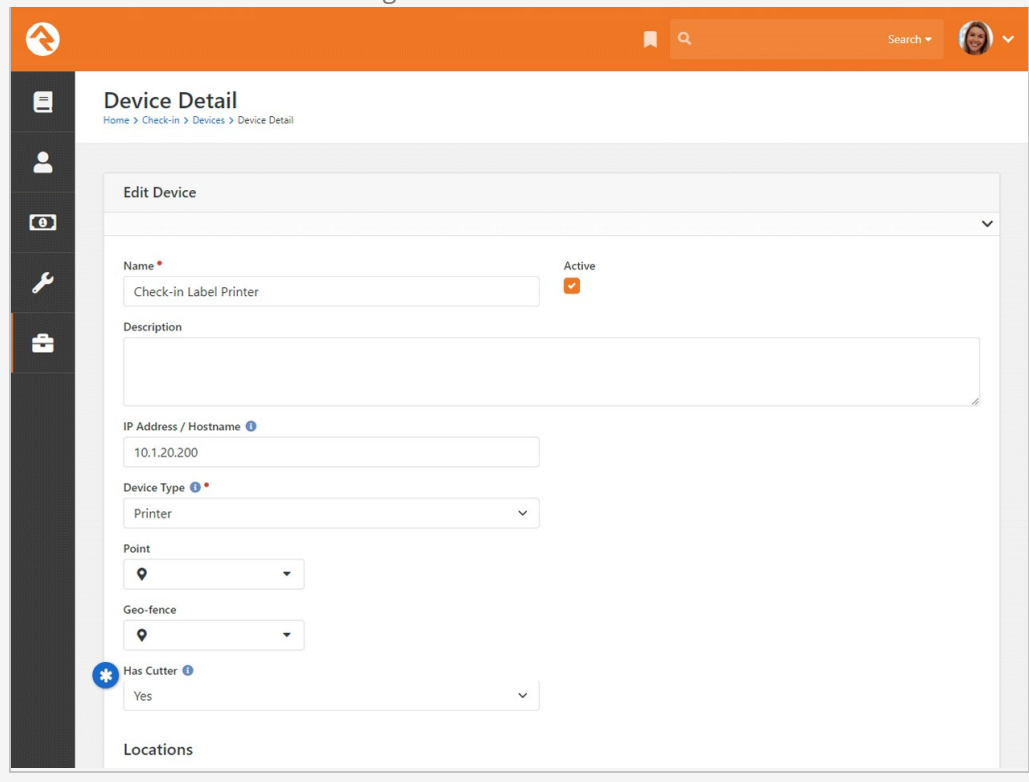 Search
Device Detail
Home > Check-in > Devices > Device Detail
Edit Device
Name
Active
Check-in Label Printer
Description
IP Address / Hostname
10.1.20.200
Device Type
Printer
Point
Geo-fence
Has Cutter
Yes
Locations